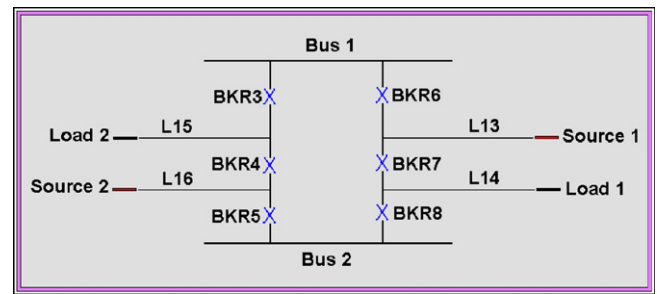 Bus 1
BKR3
BKR6
L15
L13
Load 2
Source 1
BKR4
BKR7
L16
L14
Source 2
Load 1
BKR5
BKR8
Bus 2